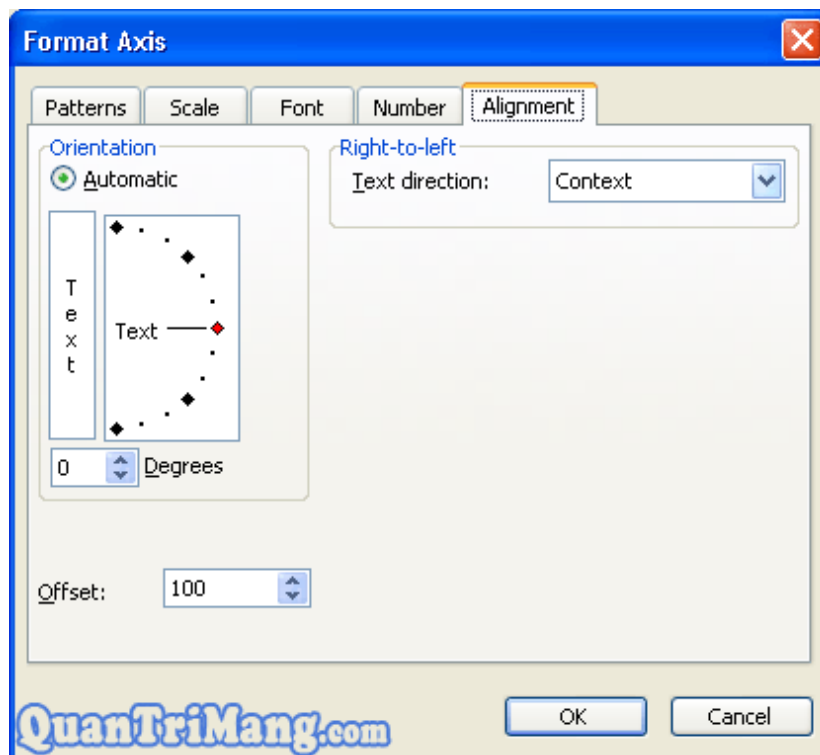 Format Axis
Patterns Scale Font Number Alignment
Orientation
Automatic
Text
Text
0 Degrees
Right-to-left
Text direction: Context
Offset: 100
OK Cancel
QuanTriMang.com